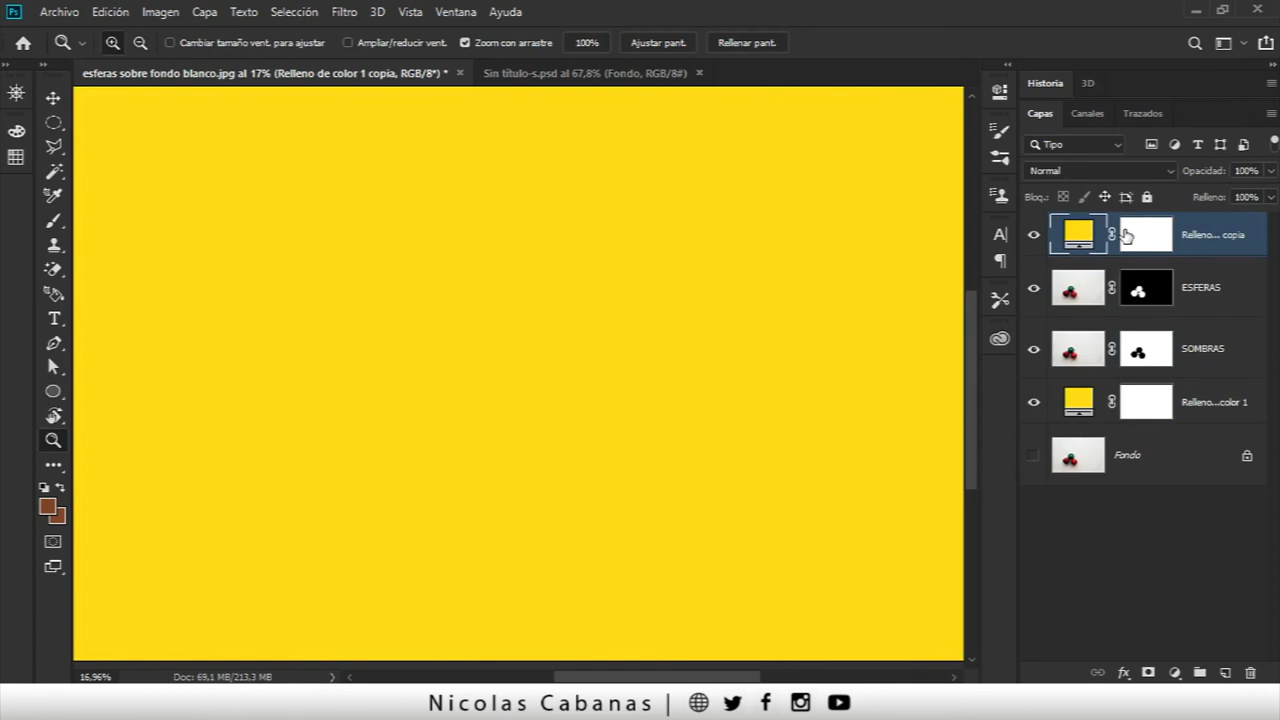 Ps Archivo Edición Imagen Capa Texto Selección Filtro 3D Vista Ventana Ayuda
Cambiar tamaño vent. para ajustar Ampliar/reducir vent. Zoom con arrastre 100% Ajustar pant. Rellenar pant.
esferas sobre fondo blanco.jpg al 17% (Relleno de color 1 copia, RGB/8*) * × Sin título-s.psd al 67,8% (Fondo, RGB/8#) ×
Historia 3D
Capas Canales Trazados
Tipo
Normal Opacidad: 100%
Bloq.: Relleno: 100%
Relleno... copia
ESFERAS
SOMBRAS
Relleno...color 1
Fondo
16,96% Doc: 69,1 MB/213,3 MB
Nicolas Cabanas |